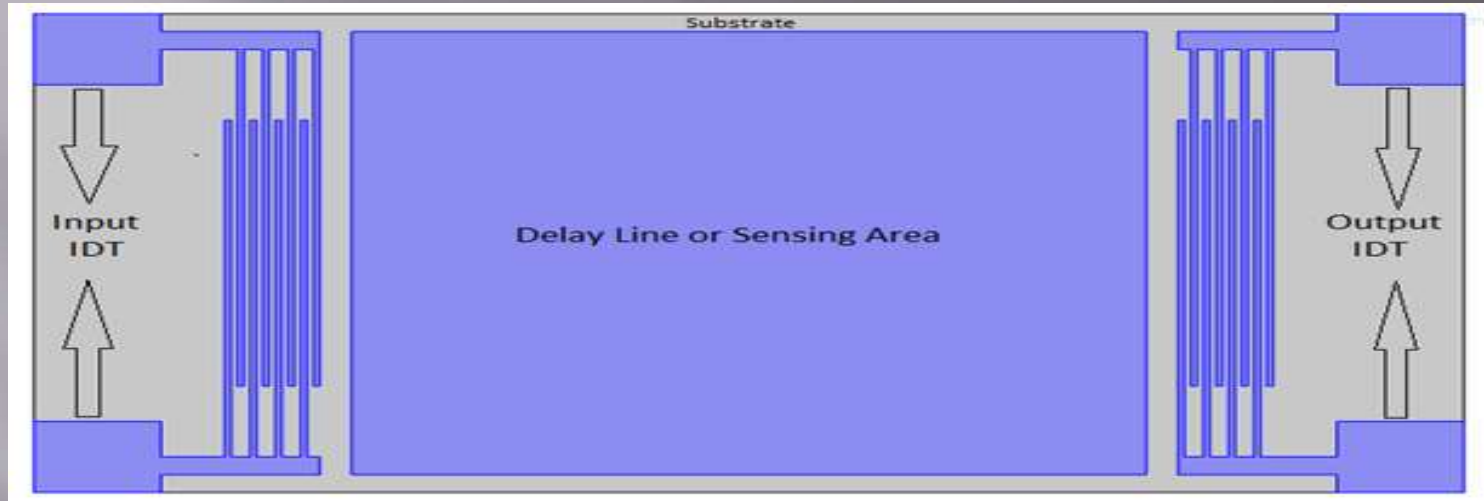 Substrate
Input
IDT
Delay Line or Sensing Area
Output
IDT